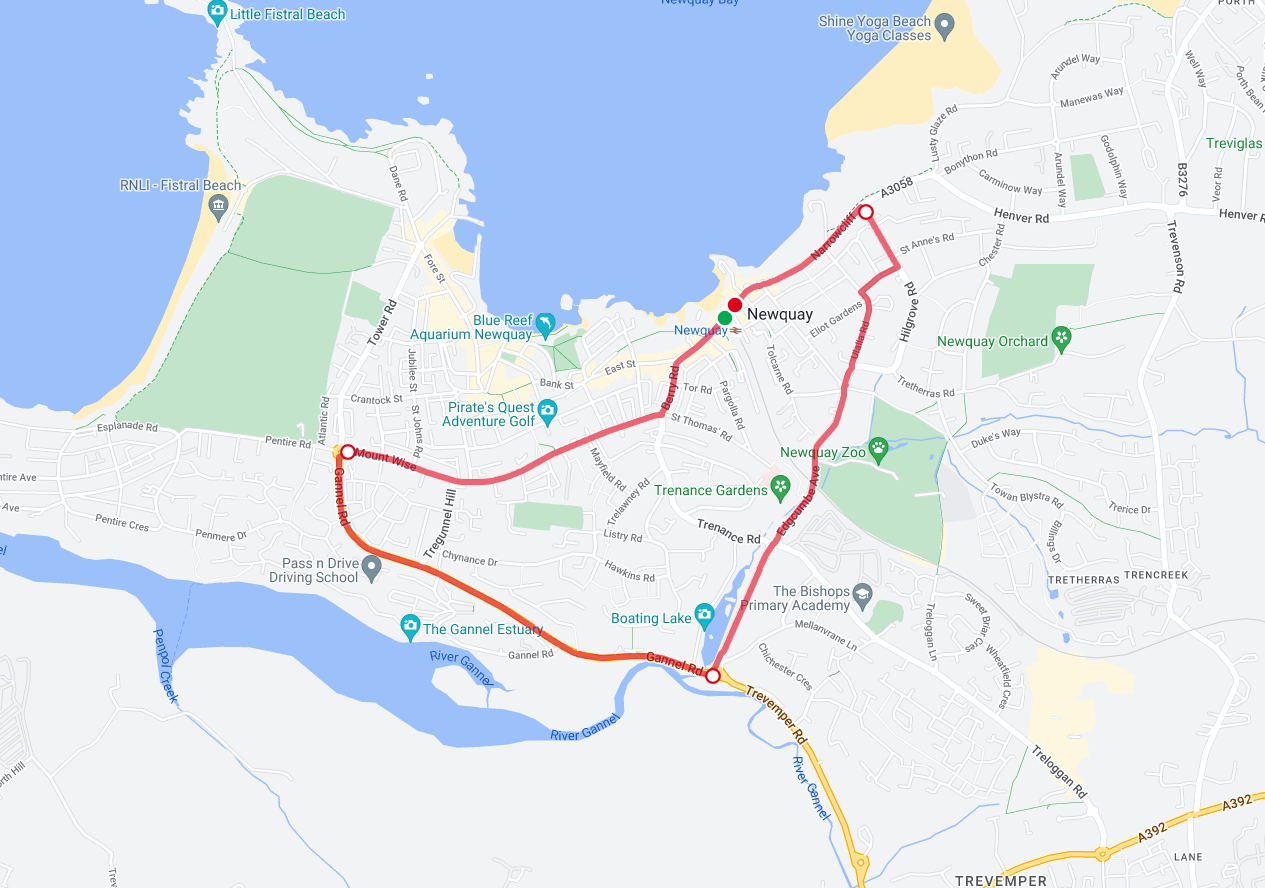 Newquay Bay
PORTH
Little Fistral Beach
Shine Yoga Beach
Yoga Classes
Well Way
Arundel Way
Manewas Way
Porth Bean
Lusty Glaze Rd
Treviglas
Godolphin Way
Bonython Rd
Arundel Way
B3276
Veor Rd
Dane Rd
RNLI - Fistral Beach
A3058
Carminow Way
Henver Rd
Henver R
Narrowcliff
St Anne's Rd
Chester Rd
Trevenson Rd
Fore St
Hilgrove Rd
Tower Rd
Newquay
Newquay
Eliot Gardens
Blue Reef
Aquarium Newquay
Ulalia Rd
Newquay Orchard
Jubilee St
East St
Tolcarne Rd
Bank St
Berry Rd
Tor Rd
Pargolla Rd
Tretherras Rd
Crantock St
Atlantic Rd
St Johns Rd
Pirate's Quest
Adventure Golf
St Thomas' Rd
Esplanade Rd
Pentire Rd
Duke's Way
Mount Wise
Newquay Zoo
Mayfield Rd
Gannel Rd
ntire Ave
Trenance Gardens
Edgcumbe Ave
Towan Blystra Rd
Trelawney Rd
Ave
Pentire Cres
Penmere Dr
Tregunnel Hill
Trenance Rd
Terice Dr
Billings Dr
Listry Rd
Chynance Dr
Pass n Drive
Driving School
Hawkins Rd
TRETHERRAS
TRENCREEK
el
The Bishops
Primary Academy
Boating Lake
Sweet Briar Cres
Treloggan Ln
The Gannel Estuary
Mellanvrane Ln
Penpol Creek
River Gannel
Gannel Rd
Gannel Rd
Chichester Cres
Wheatfield Cres
Trevemper Rd
River Gannel
River Gannel
Treloggan Rd
orth Hill
A392
A392
LANE
Trev
TREVEMPER